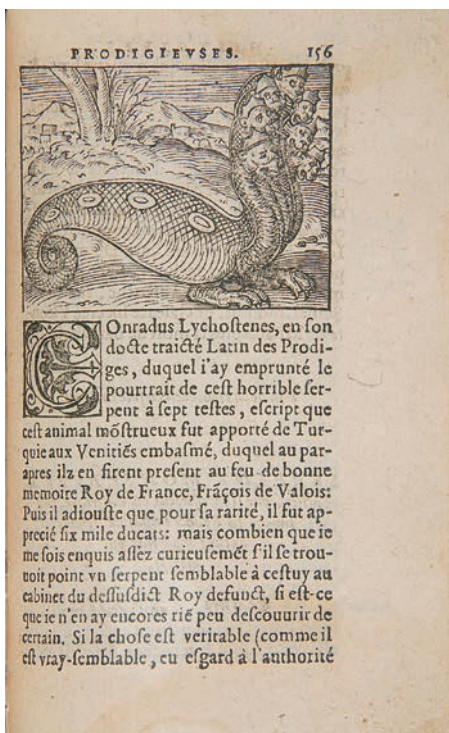 PRODIGIEVSES. 156
COnradus Lychoſtenes, en ſon
docte traicté Latin des Prodi-
ges, duquel i'ay emprunté le
pourtrait de ceſt horrible ſer-
pent à ſept teſtes, eſcript que
ceſt animal mõſtrueux fut apporté de Tur-
quie aux Venitiẽs embaſmé, duquel au par-
apres ilz en firent preſent au feu de bonne
memoire Roy de France, Frãçois de Valois:
Puis il adiouſte que pour ſa rarité, il fut ap-
precié ſix mile ducats: mais combien que ie
me ſois enquis aſſez curieuſemẽt s'il ſe trou-
uoit point vn ſerpent ſemblable à ceſtuy au
cabinet du deſſuſdict Roy defunct, ſi eſt-ce
que ie n'en ay encores riẽ peu deſcouurir de
certain. Si la choſe eſt veritable (comme il
eſt vray-ſemblable, eu eſgard à l'authorité